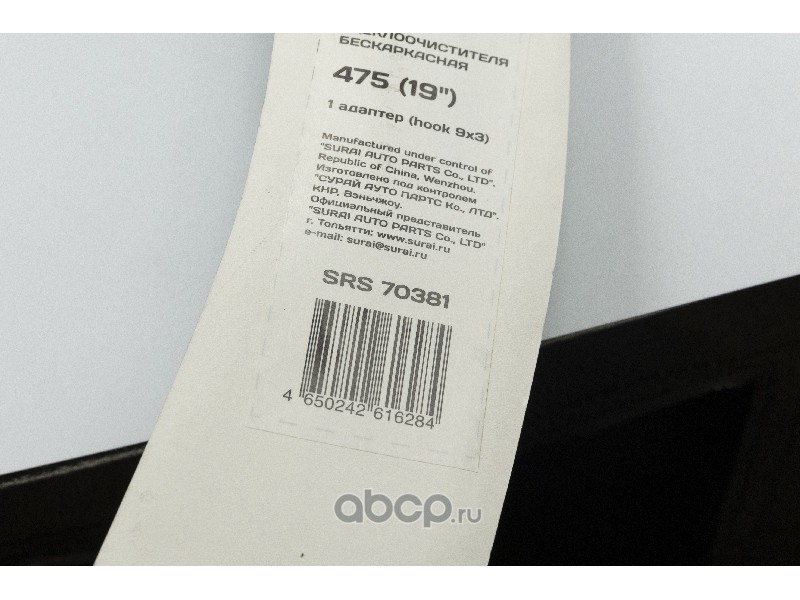 СТЕКЛООЧИСТИТЕЛЯ
БЕСКАРКАСНАЯ
475 (19")
1 адаптер (hook 9x3)
Manufactured under control of
"SURAI AUTO PARTS Co., LTD".
Republic of China, Wenzhou.
Изготовлено под контролем
"СУРАЙ АУТО ПАРТС Ко., ЛТД".
КНР, Вэньчжоу.
Официальный представитель
"SURAI AUTO PARTS Co., LTD"
г. Тольятти: www.surai.ru
e-mail: surai@surai.ru
SRS 70381
4 650242 616284
abcp.ru